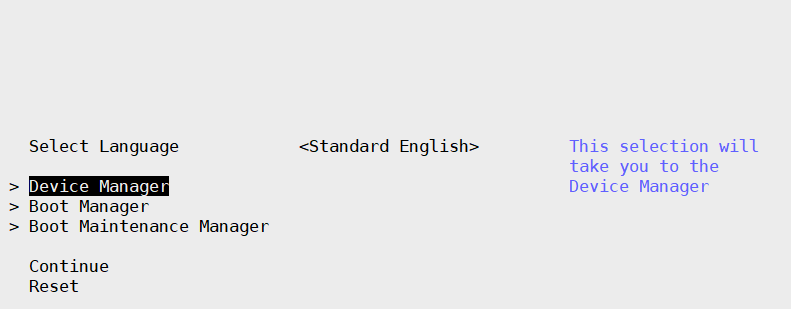 Select Language <Standard English> This selection will
take you to the
> Device Manager Device Manager
> Boot Manager
> Boot Maintenance Manager
Continue
Reset